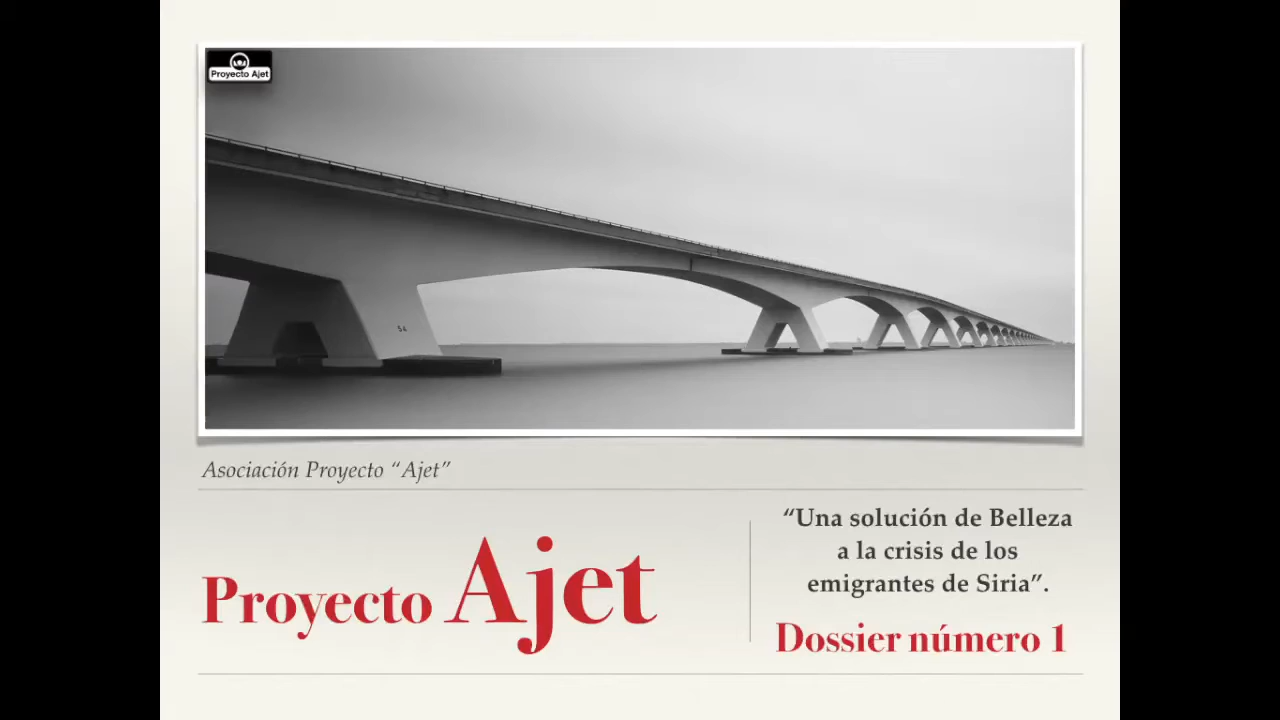 Proyecto Ajet
54
Asociación Proyecto “Ajet”
Proyecto Ajet
“Una solución de Belleza
a la crisis de los
emigrantes de Siria”.
Dossier número 1